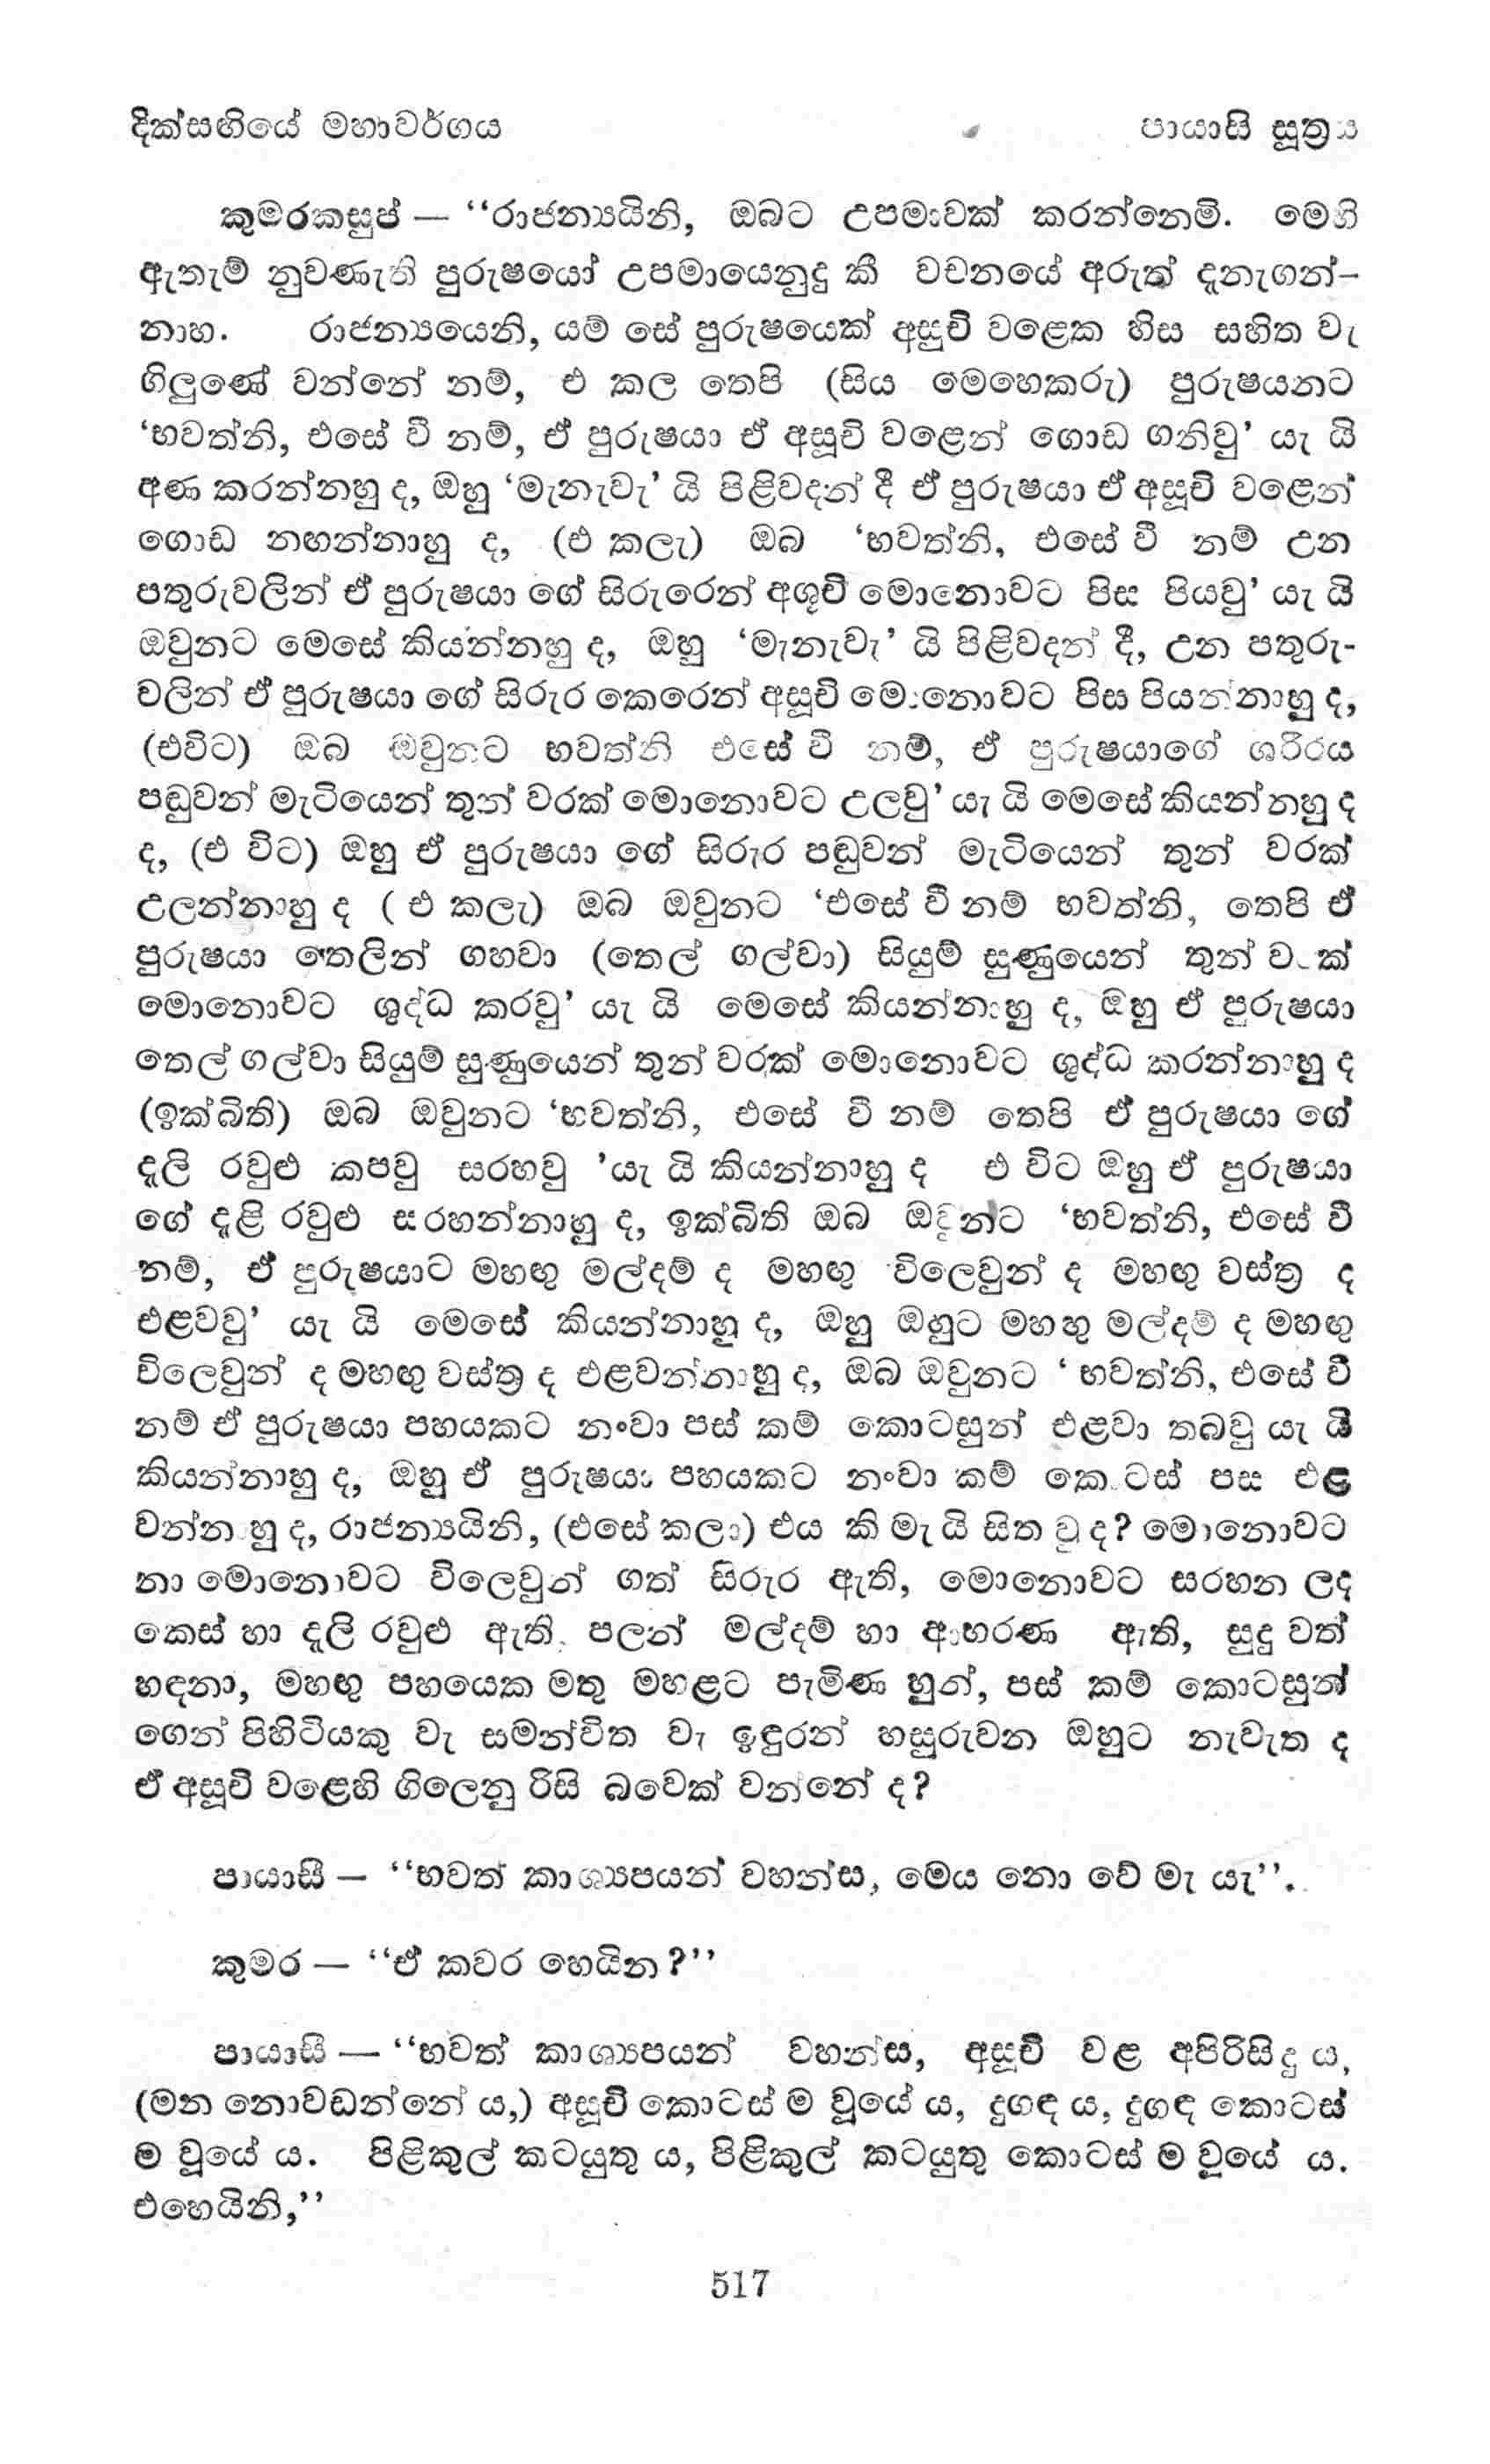 දික්සඟියේ මහාවර්ගය පායාසි සූත්‍රය
කුමරකසුප් — ‘‘රාජන්‍යයිනි, ඔබට උපමාවක් කරන්නෙමි. මෙහි
ඇතැම් නුවණැති පුරුෂයෝ උපමායෙනුදු කී වචනයේ අරුත් දැනැගන්-
නාහ. රාජන්‍යයෙනි, යම් සේ පුරුෂයෙක් අසූචි වළෙක හිස සහිත වැ
ගිලුණේ වන්නේ නම්, එ කල තෙපි (සිය මෙහෙකරු) පුරුෂයනට
‘භවත්නි, එසේ වී නම්, ඒ පුරුෂයා ඒ අසූචි වළෙන් ගොඩ ගනිවු’ යැ යි
අණ කරන්නහු ද, ඔහු ‘මැනැවැ’ යි පිළිවදන් දී ඒ පුරුෂයා ඒ අසූචි වළෙන්
ගොඩ නඟන්නාහු ද, (එ කලැ) ඔබ ‘භවත්නි, එසේ වී නම් උන
පතුරුවලින් ඒ පුරුෂයා ගේ සිරුරෙන් අශූචි මොනොවට පිස පියවු’ යැ යි
ඔවුනට මෙසේ කියන්නහු ද, ඔහු ‘මැනැවැ’ යි පිළිවදන් දී, උන පතුරු-
වලින් ඒ පුරුෂයා ගේ සිරුර කෙරෙන් අසූචි මොනොවට පිස පියන්නාහු ද,
(එවිට) ඔබ ඔවුනට භවත්නි එසේ වී නම්, ඒ පුරුෂයාගේ ශරීරය
පඬුවන් මැටියෙන් තුන් වරක් මොනොවට උලවු’ යැ යි මෙසේ කියන්නහු ද
ද, (එ විට) ඔහු ඒ පුරුෂයා ගේ සිරුර පඬුවන් මැටියෙන් තුන් වරක්
උලන්නාහු ද ( එ කලැ) ඔබ ඔවුනට ‘එසේ වී නම් භවත්නි, තෙපි ඒ
පුරුෂයා තෙලින් ගහවා (තෙල් ගල්වා) සියුම් සුණුයෙන් තුන් වරක්
මොනොවට ශුද්ධ කරවු’ යැ යි මෙසේ කියන්නාහු ද, ඔහු ඒ පුරුෂයා
තෙල් ගල්වා සියුම් සුණුයෙන් තුන් වරක් මොනොවට ශුද්ධ කරන්නාහු ද
(ඉක්බිති) ඔබ ඔවුනට ‘භවත්නි, එසේ වී නම් තෙපි ඒ පුරුෂයා ගේ
දැලි රවුළු කපවු සරහවු ’යැ යි කියන්නාහු ද එ විට ඔහු ඒ පුරුෂයා
ගේ දැළි රවුළු සරහන්නාහු ද, ඉක්බිති ඔබ ‘භවත්නි, එසේ වී
නම්, ඒ පුරුෂයාට මහඟු මල්දම් ද මහඟු විලෙවුන් ද මහඟු වස්ත්‍ර ද
එළවවු’ යැ යි මෙසේ කියන්නාහු ද, ඔහු ඔහුට මහහු මල්දම් ද මහඟු
විලෙවුන් ද මහඟු වස්ත්‍ර ද එළවන්නාහු ද, ඔබ ඔවුනට ‘ භවත්නි, එසේ වී
නම් ඒ පුරුෂයා පහයකට නංවා පස් කම් කොටසුන් එළවා තබවු යැ යි
කියන්නාහු ද, ඔහු ඒ පුරුෂයා පහයකට නංවා කම් කොටස් පස එළ
වන්නාහු ද, රාජන්‍යයිනි, (එසේ කලා) එය කි මැ යි සිත වූ ද? මොනොවට
නා මොනොවට විලෙවුන් ගත් සිරුර ඇති, මොනොවට සරහන ලද
කෙස් හා දැලි රවුළු ඇති, පලන් මල්දම් හා ආභරණ ඇති, සුදු වත්
හඳනා, මහඟු පහයෙක මතු මහළට පැමිණ හුන්, පස් කම් කොටසුන්
ගෙන් පිහිටියකු වැ සමන්විත වැ ඉඳුරන් හසුරුවන ඔහුට නැවැත ද
ඒ අසූචි වළෙහි ගිලෙනු රිසි බවෙක් වන්නේ ද?
පායාසී — ‘‘භවත් කාශ්‍යපයන් වහන්ස, මෙය නො වේ මැ යැ’’.
කුමර — ‘‘ඒ කවර හෙයින?’’
පායාසි — ‘‘භවත් කාශ්‍යපයන් වහන්ස, අසූචි වළ අපිරිසිදු ය,
(මන නොවඩන්නේ ය,) අසූචි කොටස් ම වූයේ ය, දුගඳ ය, දුගඳ කොටස්
ම වූයේ ය. පිළිකුල් කටයුතු ය, පිළිකුල් කටයුතු කොටස් ම වූයේ ය.
එහෙයිනි,’’
517